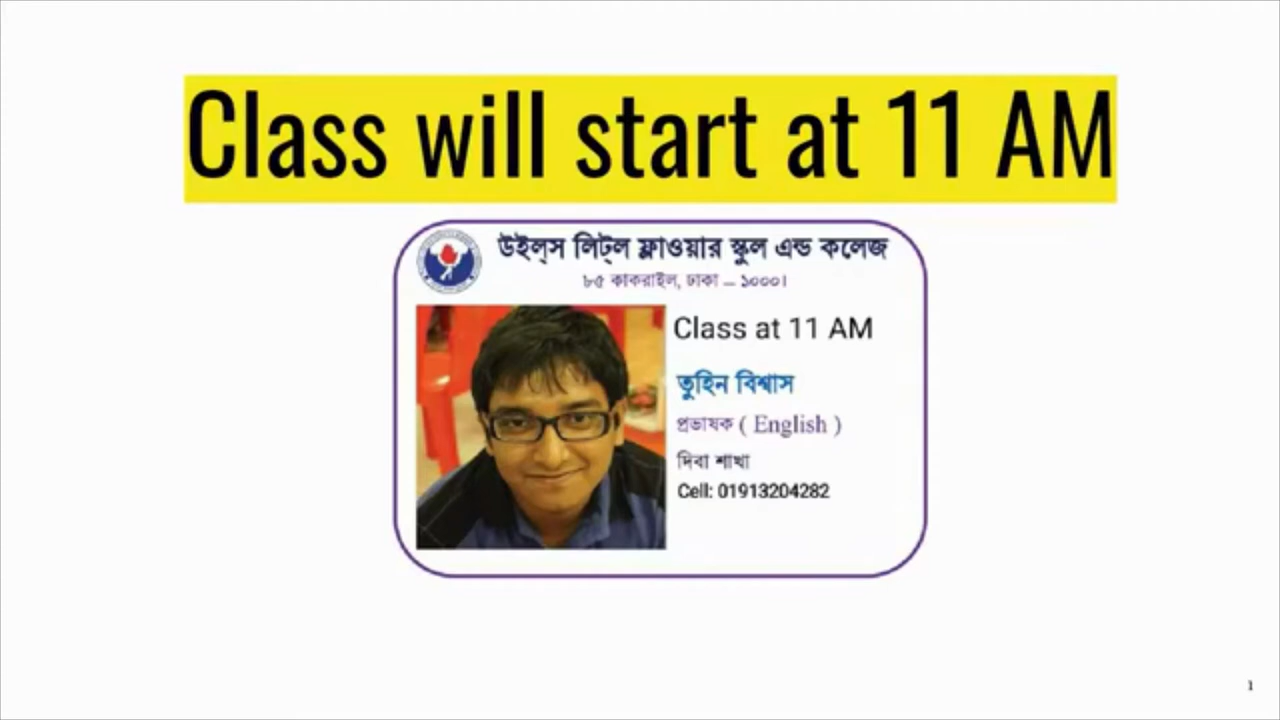 Class will start at 11 AM
উইল্‌স লিট্‌ল ফ্লাওয়ার স্কুল এন্ড কলেজ
৮৫ কাকরাইল, ঢাকা – ১০০০।
Class at 11 AM
তুহিন বিশ্বাস
প্রভাষক ( English )
দিবা শাখা
Cell: 01913204282
1